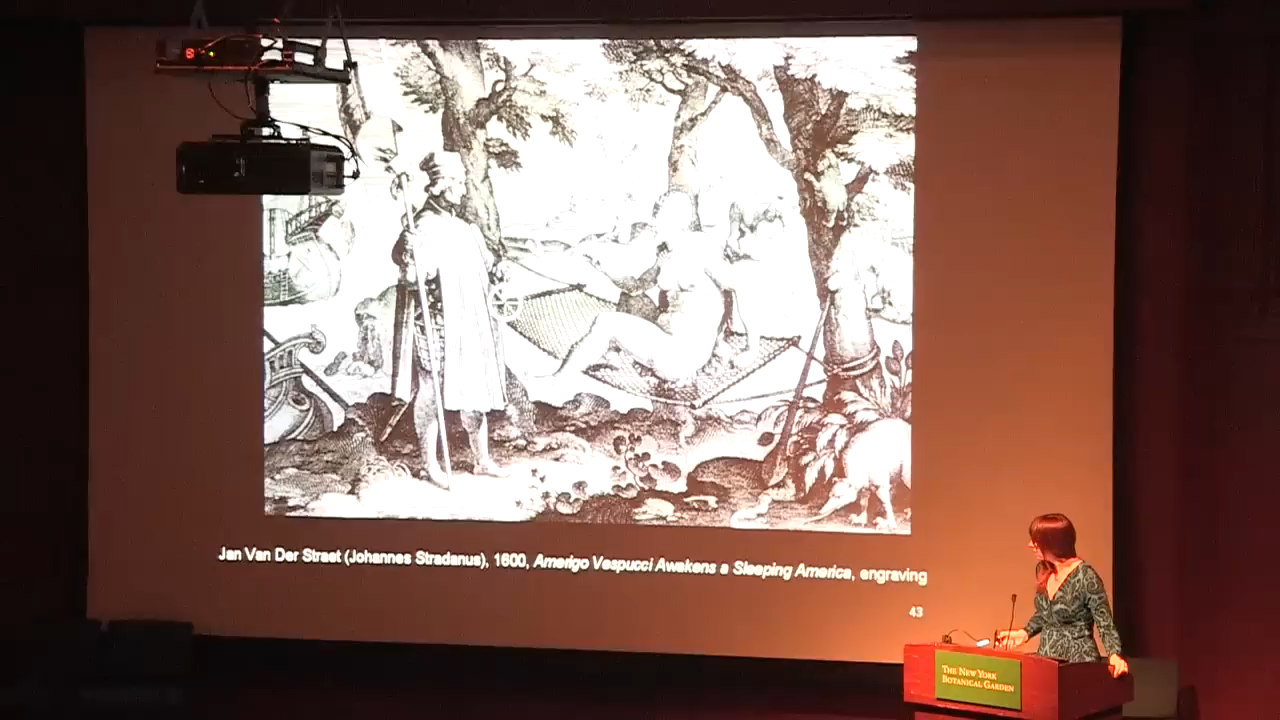 Jan Van Der Straet (Johannes Stradanus), 1600, Amerigo Vespucci Awakens a Sleeping America, engraving
43
THE NEW YORK
BOTANICAL GARDEN